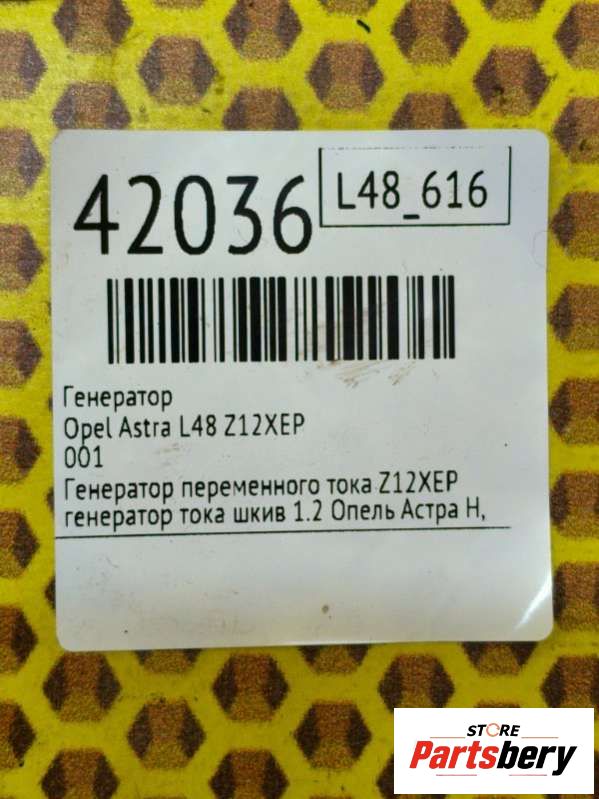 42036
L48_616
Генератор
Opel Astra L48 Z12XEP
001
Генератор переменного тока Z12XEP
генератор тока шкив 1.2 Опель Астра Н,
STORE
Partsbery